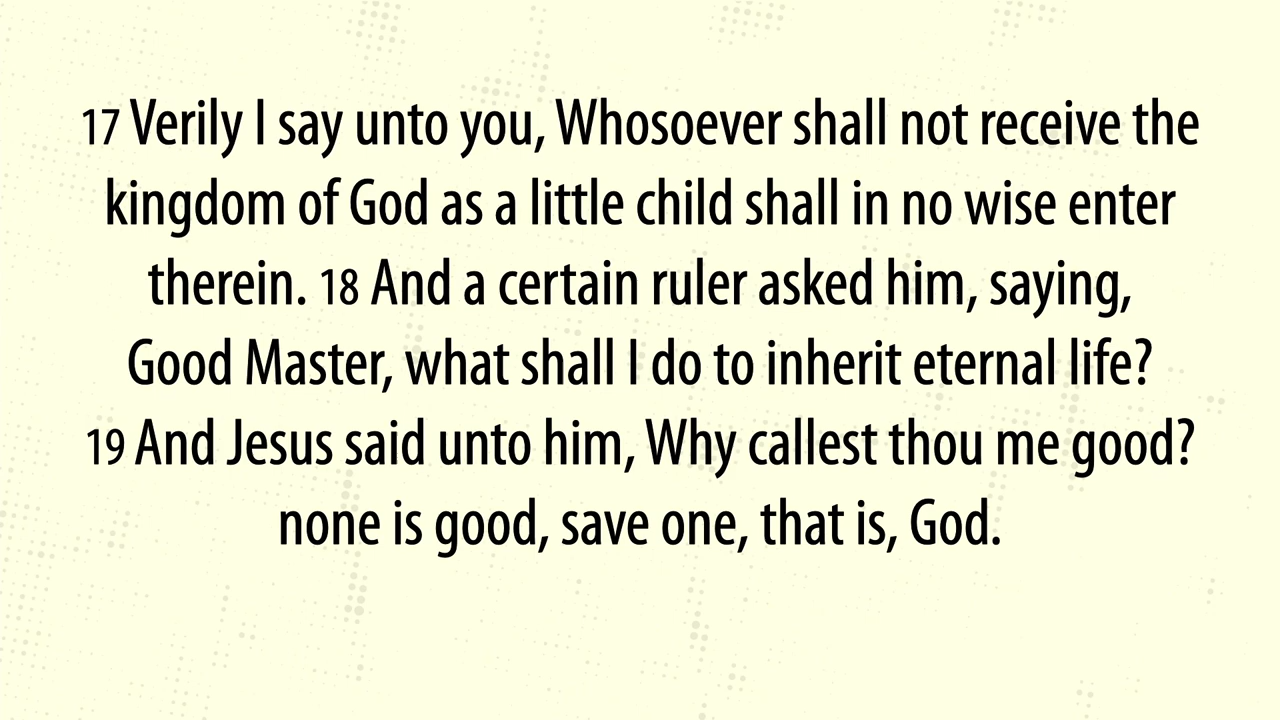 17 Verily I say unto you, Whosoever shall not receive the
kingdom of God as a little child shall in no wise enter
therein. 18 And a certain ruler asked him, saying,
Good Master, what shall I do to inherit eternal life?
19 And Jesus said unto him, Why callest thou me good?
none is good, save one, that is, God.